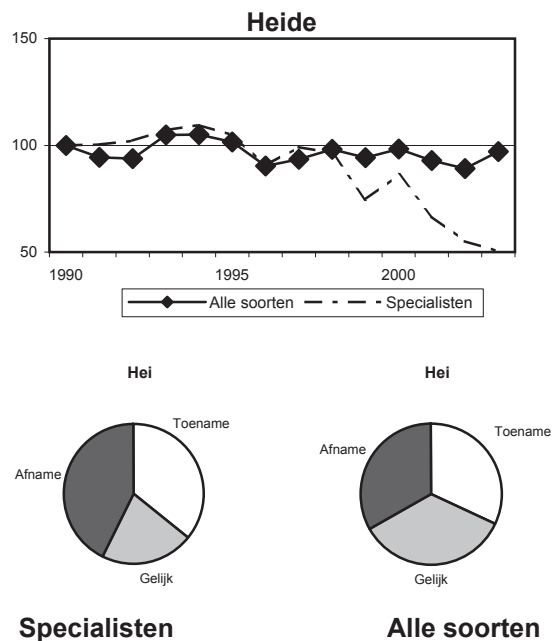 Heide
150
100
50
1990 1995 2000
Alle soorten Specialisten
Hei Hei
Toename Toename
Afname Afname
Gelijk Gelijk
Specialisten Alle soorten